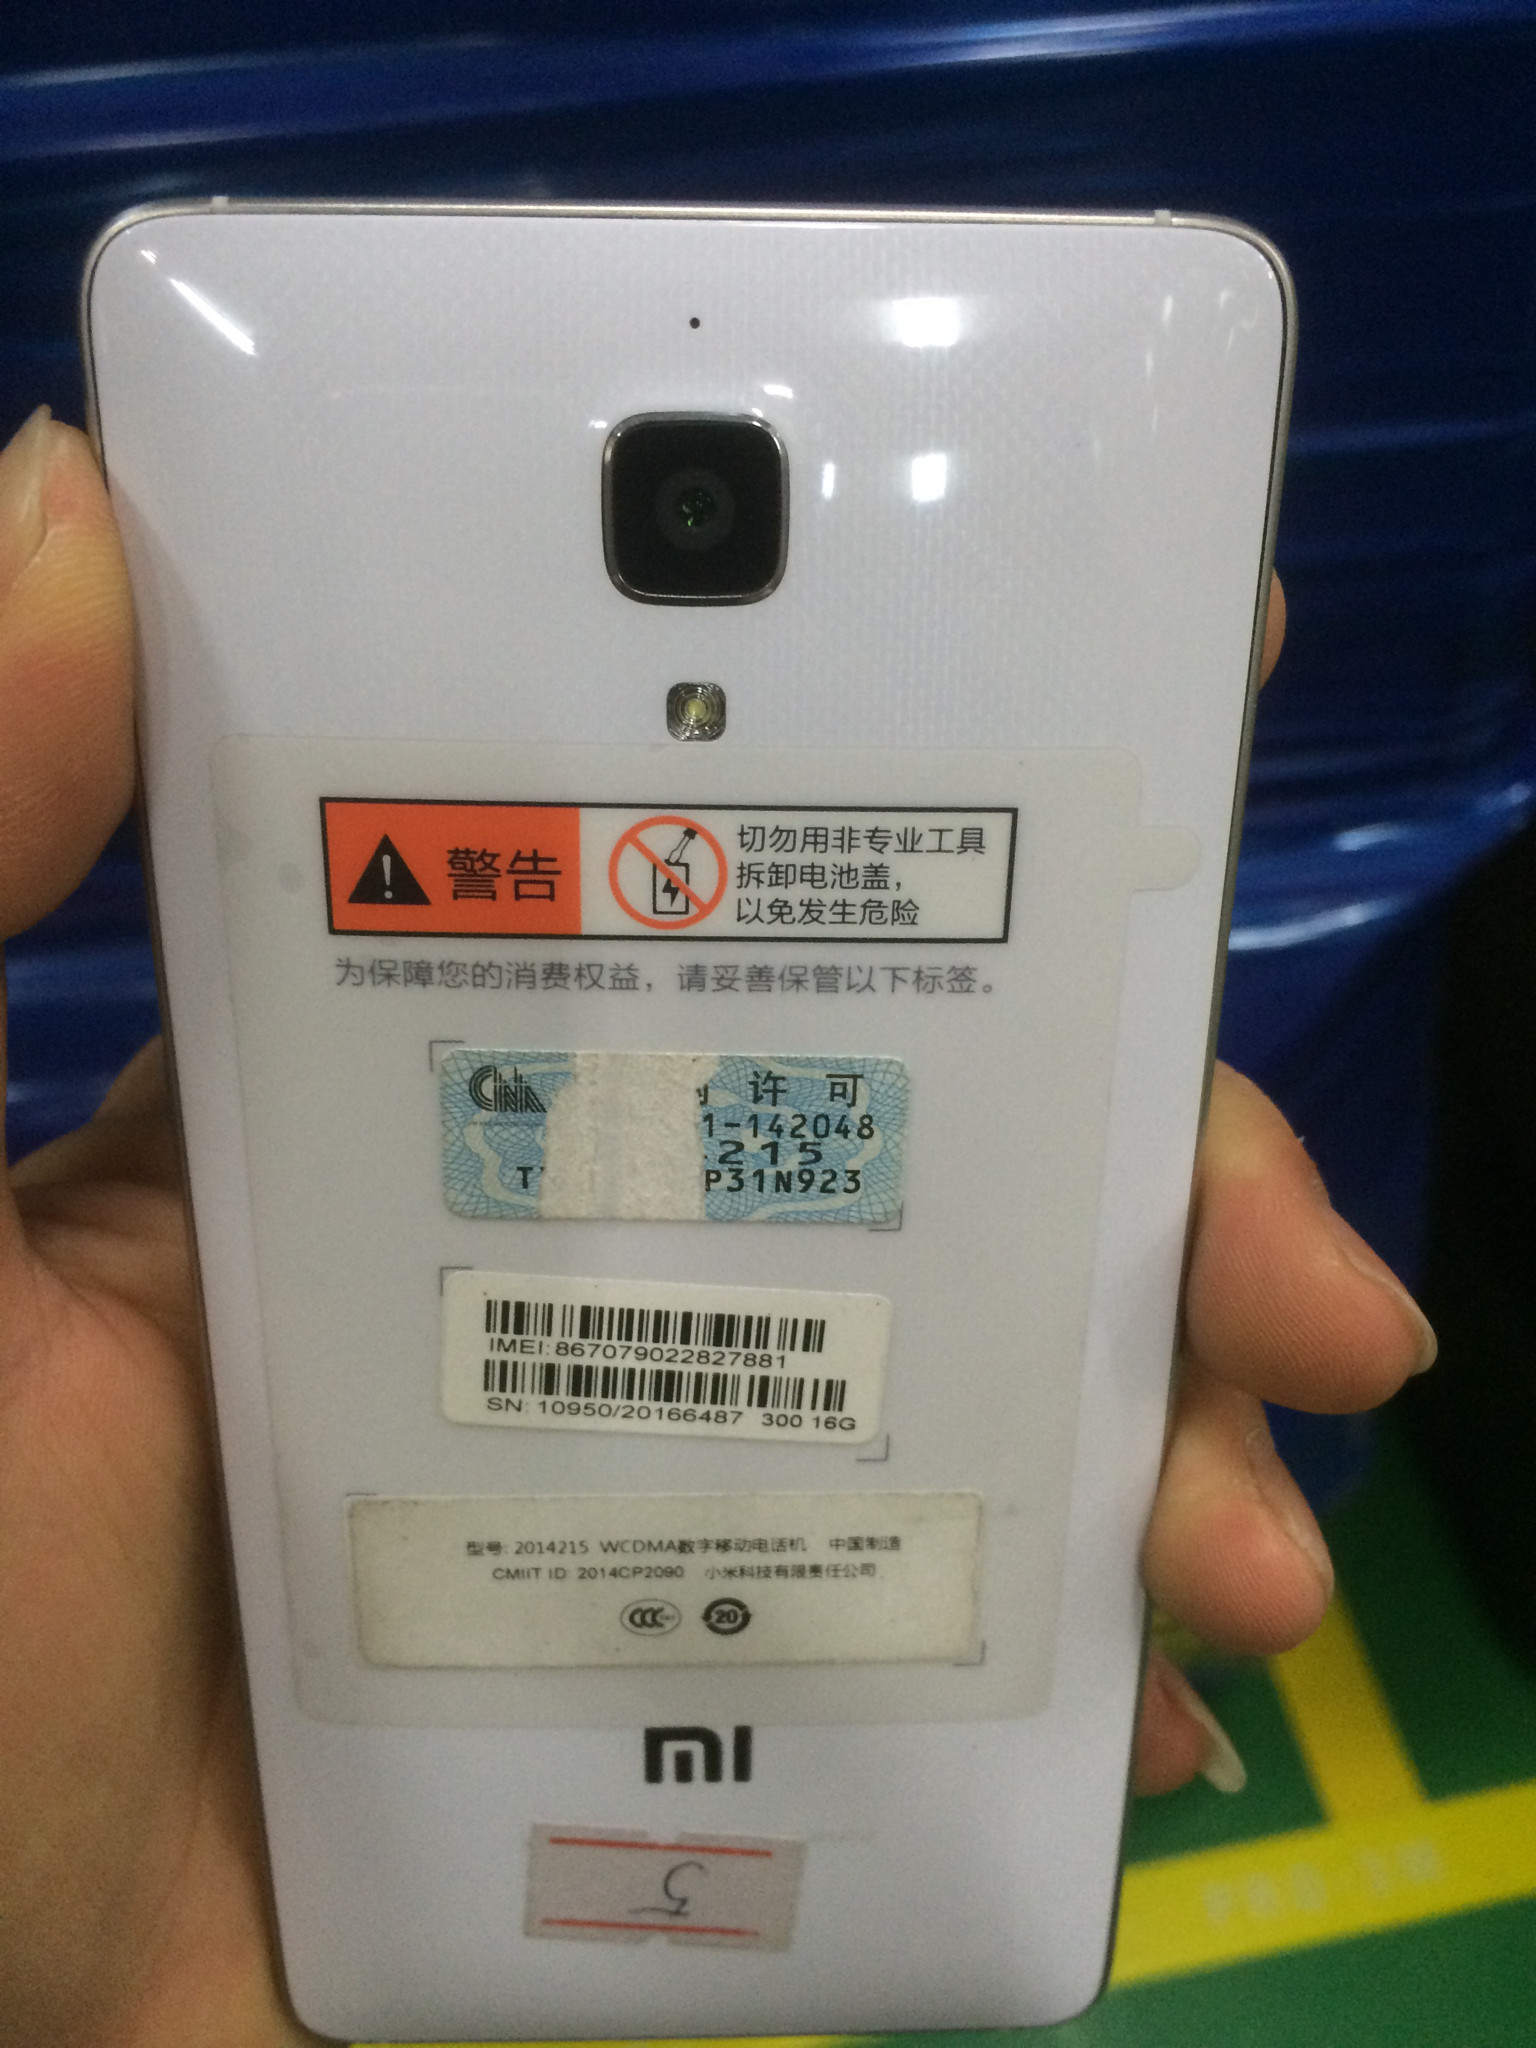 警告
切勿用非专业工具
拆卸电池盖，
以免发生危险
为保障您的消费权益，请妥善保管以下标签。
CNA 许 可
1-142048
215
P31N923
IMEI:867079022827881
SN: 10950/20166487 300 16G
型号: 2014215 WCDMA数字移动电话机 中国制造
CMIIT ID: 2014CP2090 小米科技有限责任公司
CCC 20
MI
5